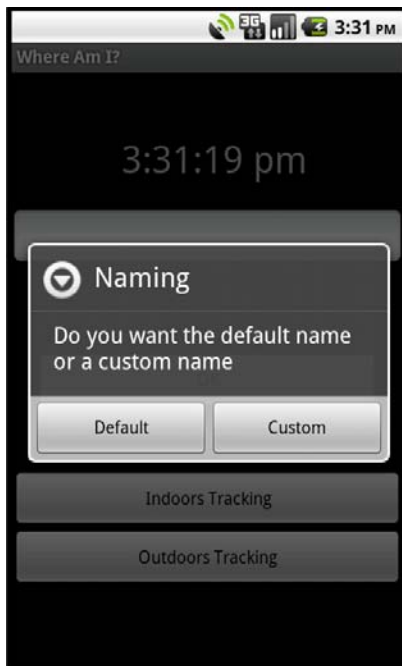 3G 3:31 PM
Where Am I?
3:31:19 pm
Naming
Do you want the default name
or a custom name
Default
Custom
Indoors Tracking
Outdoors Tracking